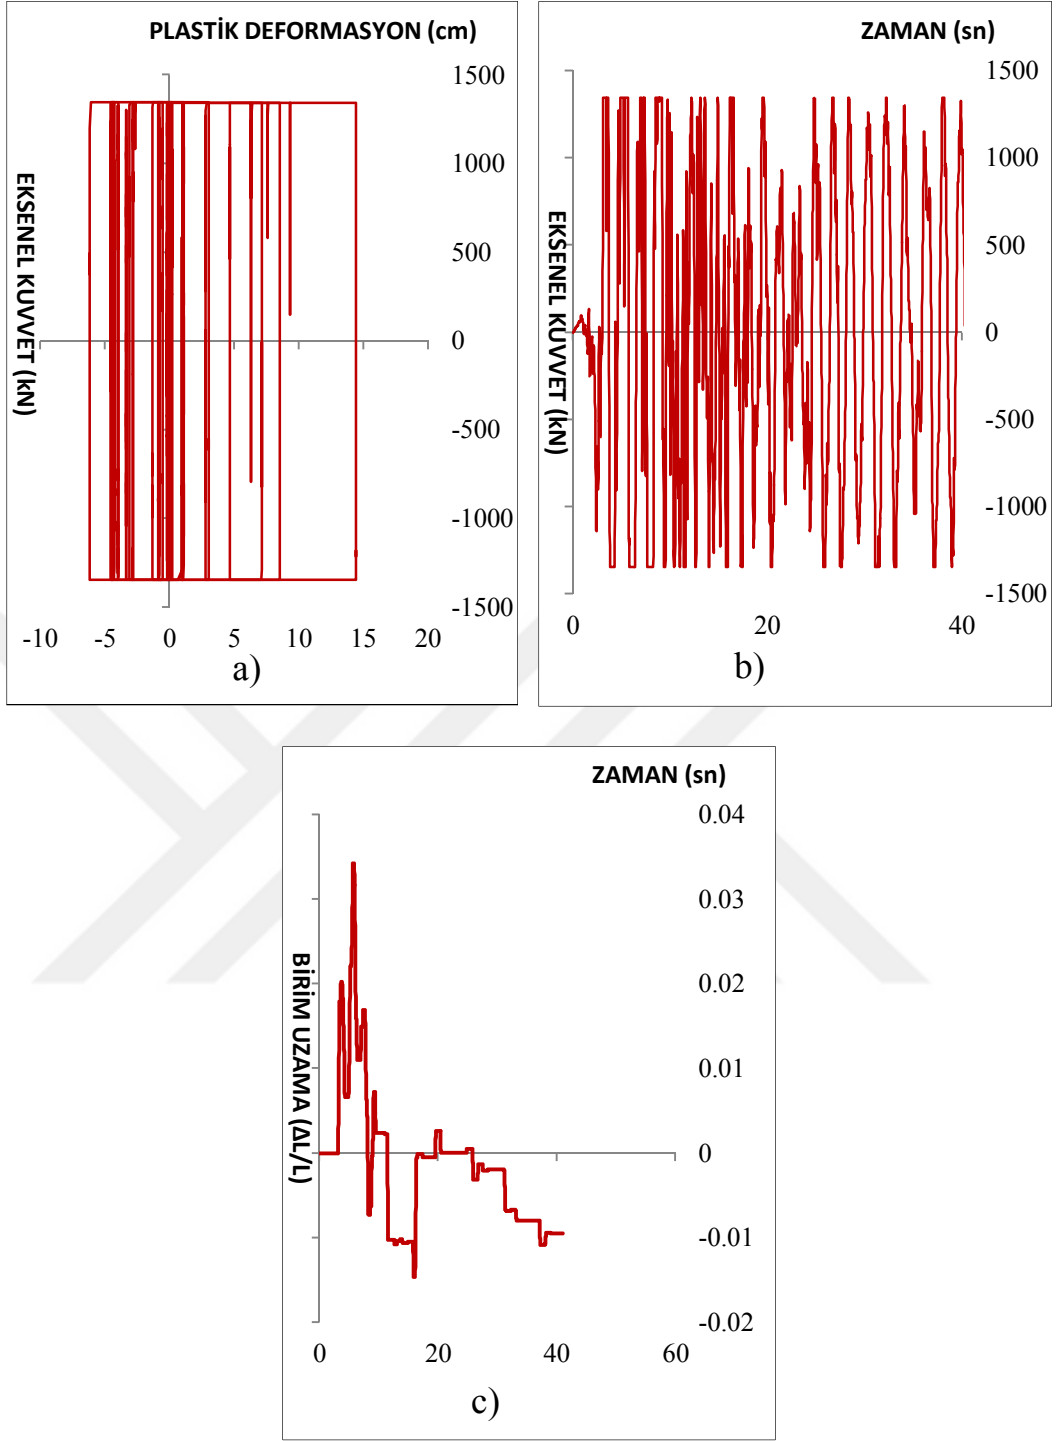 PLASTİK DEFORMASYON (cm)
EKSENEL KUVVET (kN)
1500
1000
500
0
-500
-1000
-1500
-10 -5 0 5 10 15 20
a)
ZAMAN (sn)
EKSENEL KUVVET (kN)
1500
1000
500
0
-500
-1000
-1500
0 20 40
b)
ZAMAN (sn)
BİRİM UZAMA (ΔL/L)
0.04
0.03
0.02
0.01
0
-0.01
-0.02
0 20 40 60
c)